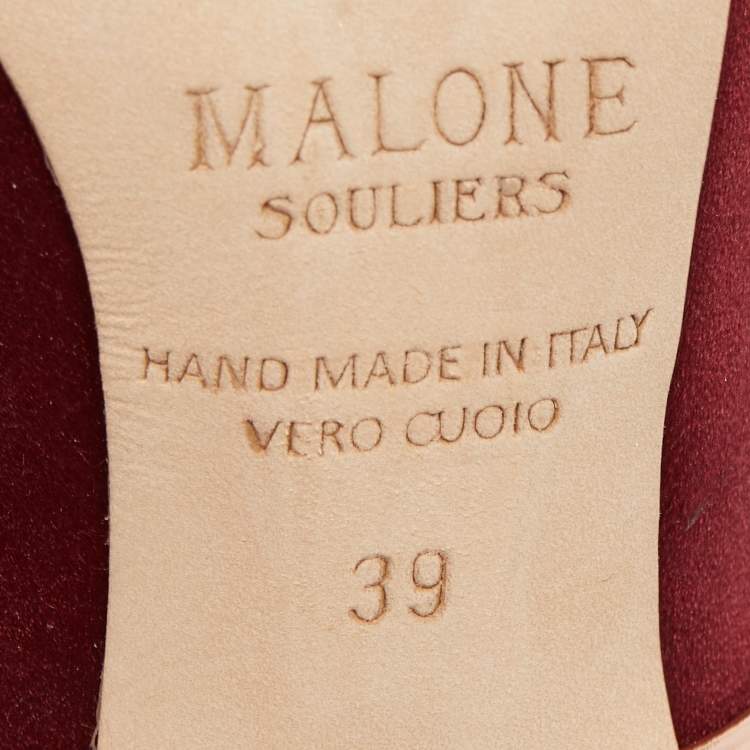 MALONE
SOULIERS
HAND MADE IN ITALY
VERO CUOIO
39